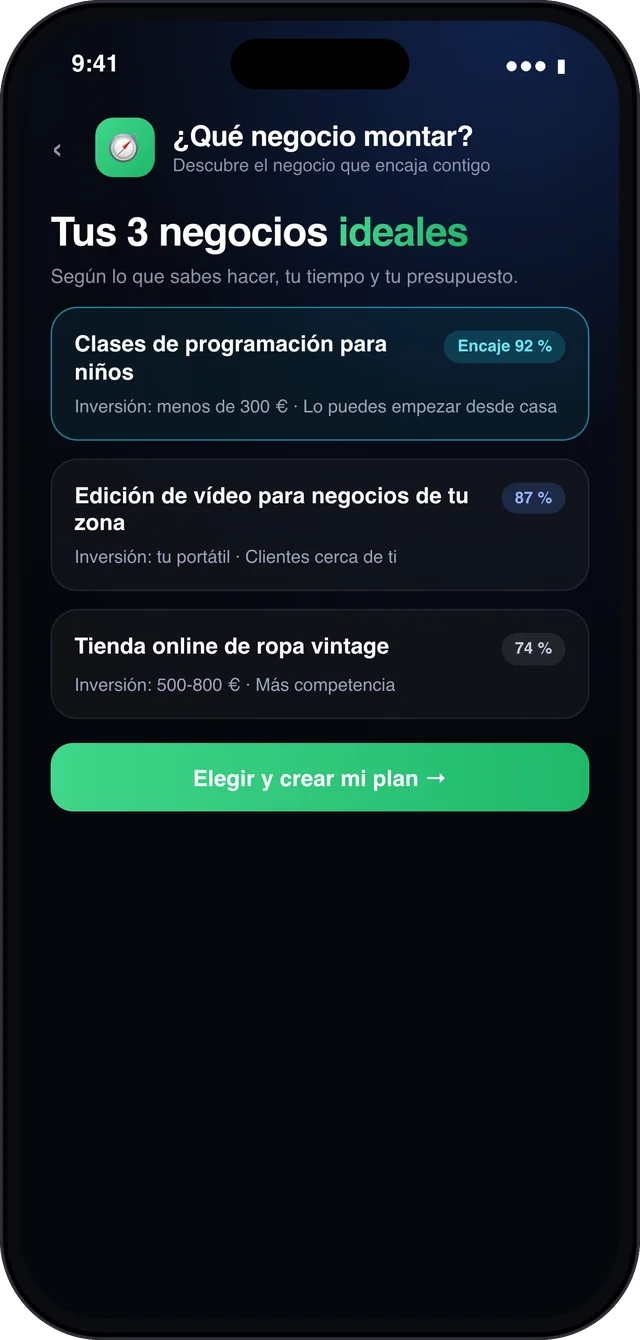 9:41
¿Qué negocio montar?
Descubre el negocio que encaja contigo
Tus 3 negocios ideales
Según lo que sabes hacer, tu tiempo y tu presupuesto.
Clases de programación para
niños
Encaje 92 %
Inversión: menos de 300 € · Lo puedes empezar desde casa
Edición de vídeo para negocios de tu
zona
87 %
Inversión: tu portátil · Clientes cerca de ti
Tienda online de ropa vintage
74 %
Inversión: 500-800 € · Más competencia
Elegir y crear mi plan →